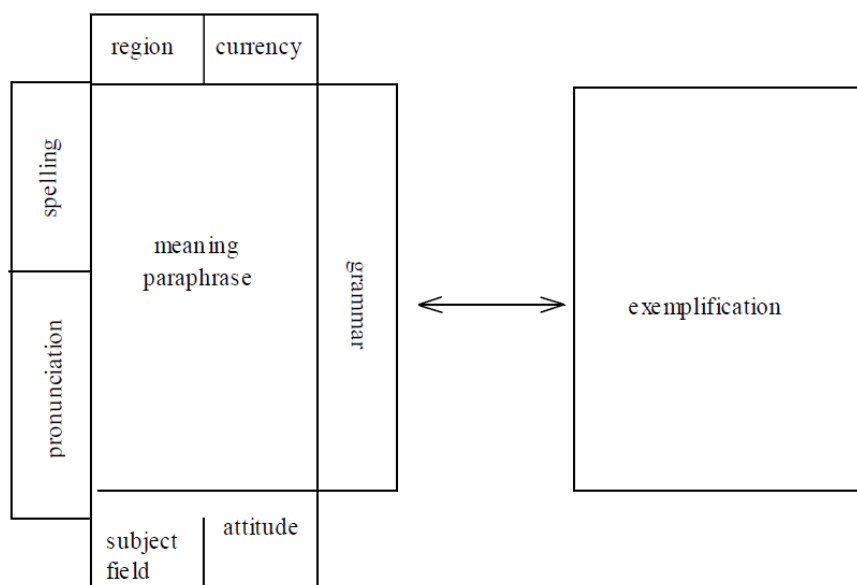 region
currency
spelling
meaning
paraphrase
grammar
exemplification
pronunciation
subject
field
attitude